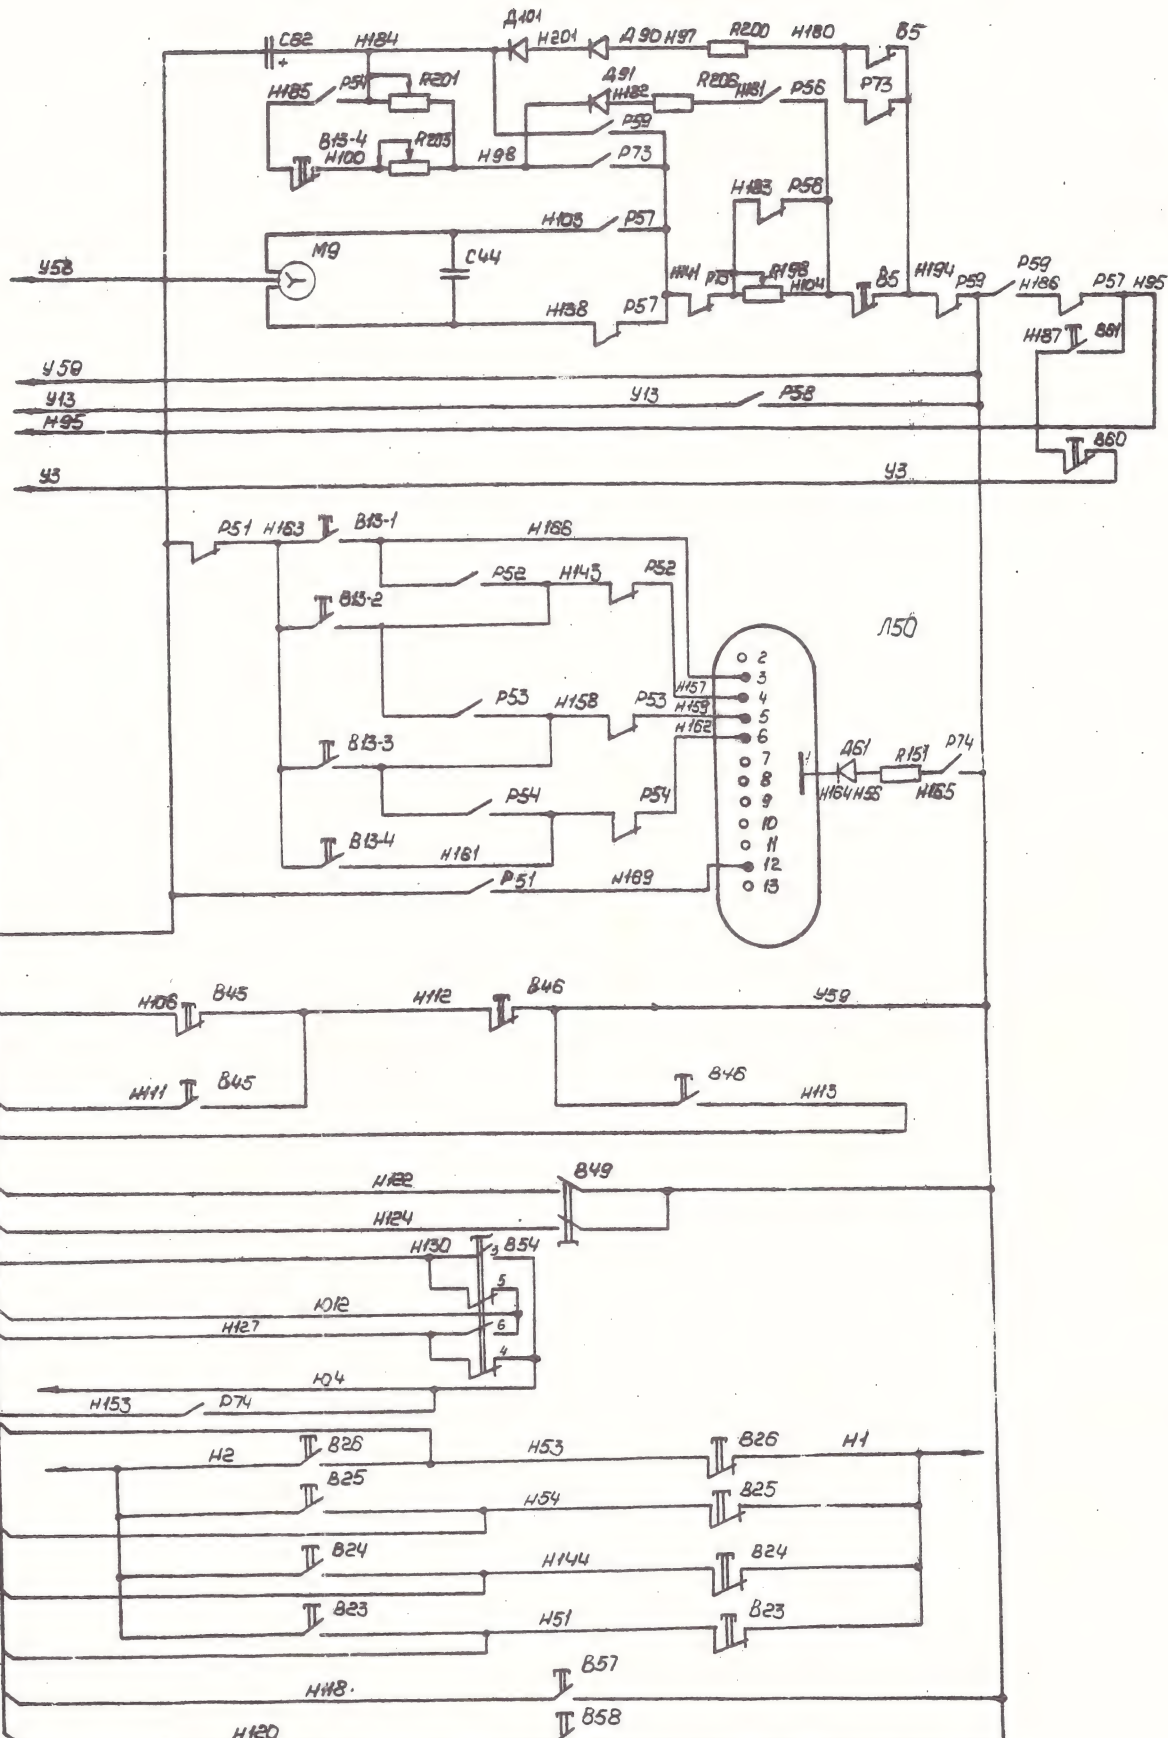 С82 + Н184 Д101 Н201 Д90 Н97 R200 Н180 В5
Н185 Р54 R201 Д91 Н182 R206 Н181 Р56 Р73
В13-4 Н100 R203 Н98 Р59 Р73
Н183 Р58
У58 М9 С44 Н103 Р57
Н141 R198 Н104 В5 Н194 Р59 Р59 Н186 Р57 Н95
Н138 Р57
Н187 В61
У59
У13 У13 Р58
Н95
В60
У3 У3
Р51 Н163 В13-1 Н166
Р52 Н143 Р52
В13-2
Л50
2
3
Н157 4
Р53 Н158 Р53 Н159 5
Н162 6
В13-3
7
Д61 R151 Р74
8 Н164 Н56 Н165
Р54 Р54 9
10
11
В13-4 Н161
12
Р51 Н169 13
Н106 В45 Н112 В46 У59
Н111 В45 В46 Н113
Н122 В49
Н124
Н130 3 В54
5
Ю12
Н127 6
4
Ю4
Н153 Р74
Н2 В26 Н53 В26 Н1
В25 Н54 В25
В24 Н144 В24
В23 Н51 В23
Н118. В57
Н120 В58